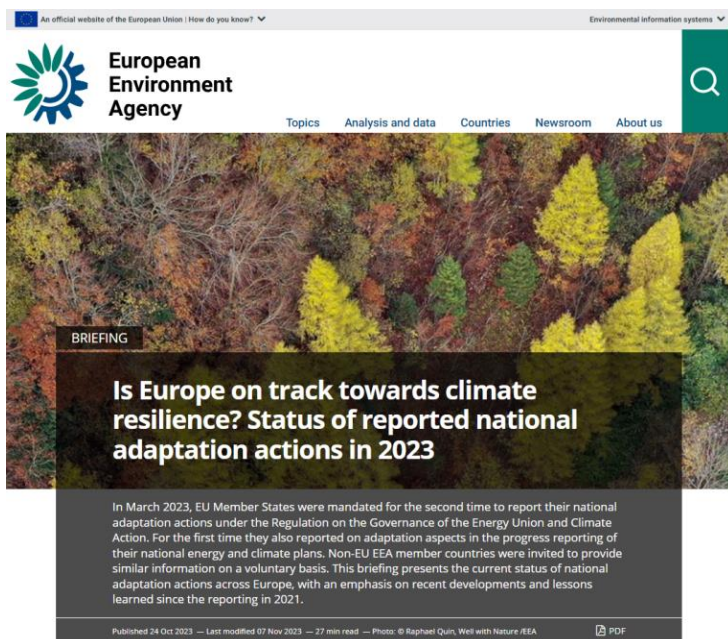 An official website of the European Union | How do you know?
Environmental information systems
European
Environment
Agency
Topics
Analysis and data
Countries
Newsroom
About us
BRIEFING
Is Europe on track towards climate
resilience? Status of reported national
adaptation actions in 2023
In March 2023, EU Member States were mandated for the second time to report their national
adaptation actions under the Regulation on the Governance of the Energy Union and Climate
Action. For the first time they also reported on adaptation aspects in the progress reporting of
their national energy and climate plans. Non-EU EEA member countries were invited to provide
similar information on a voluntary basis. This briefing presents the current status of national
adaptation actions across Europe, with an emphasis on recent developments and lessons
learned since the reporting in 2021.
Published 24 Oct 2023 — Last modified 07 Nov 2023 — 27 min read — Photo: © Raphael Quin, Well with Nature /EEA
PDF